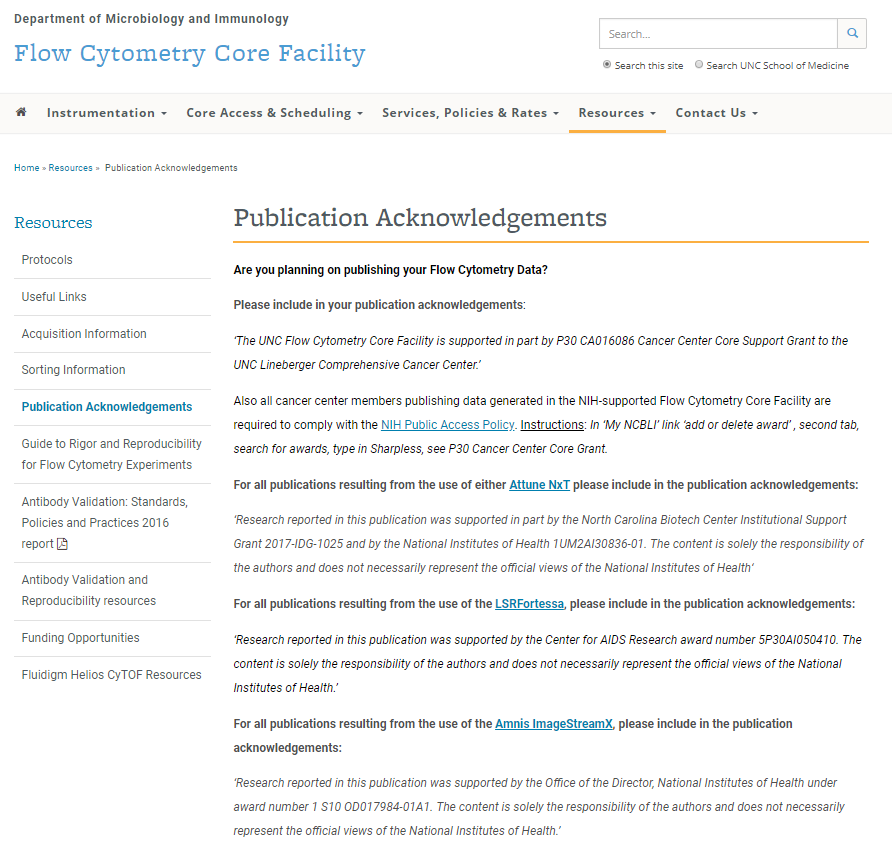 Department of Microbiology and Immunology
Flow Cytometry Core Facility
Search...
Search this site Search UNC School of Medicine
Instrumentation Core Access & Scheduling Services, Policies & Rates Resources Contact Us
Home » Resources » Publication Acknowledgements
Resources
Protocols
Useful Links
Acquisition Information
Sorting Information
Publication Acknowledgements
Guide to Rigor and Reproducibility
for Flow Cytometry Experiments
Antibody Validation: Standards,
Policies and Practices 2016
report
Antibody Validation and
Reproducibility resources
Funding Opportunities
Fluidigm Helios CyTOF Resources
Publication Acknowledgements
Are you planning on publishing your Flow Cytometry Data?
Please include in your publication acknowledgements:
‘The UNC Flow Cytometry Core Facility is supported in part by P30 CA016086 Cancer Center Core Support Grant to the
UNC Lineberger Comprehensive Cancer Center.’
Also all cancer center members publishing data generated in the NIH-supported Flow Cytometry Core Facility are
required to comply with the NIH Public Access Policy. Instructions: In ‘My NCBLI’ link ‘add or delete award’ , second tab,
search for awards, type in Sharpless, see P30 Cancer Center Core Grant.
For all publications resulting from the use of either Attune NxT please include in the publication acknowledgements:
‘Research reported in this publication was supported in part by the North Carolina Biotech Center Institutional Support
Grant 2017-IDG-1025 and by the National Institutes of Health 1UM2AI30836-01. The content is solely the responsibility of
the authors and does not necessarily represent the official views of the National Institutes of Health’
For all publications resulting from the use of the LSRFortessa, please include in the publication acknowledgements:
‘Research reported in this publication was supported by the Center for AIDS Research award number 5P30AI050410. The
content is solely the responsibility of the authors and does not necessarily represent the official views of the National
Institutes of Health.’
For all publications resulting from the use of the Amnis ImageStreamX, please include in the publication
acknowledgements:
‘Research reported in this publication was supported by the Office of the Director, National Institutes of Health under
award number 1 S10 OD017984-01A1. The content is solely the responsibility of the authors and does not necessarily
represent the official views of the National Institutes of Health.’